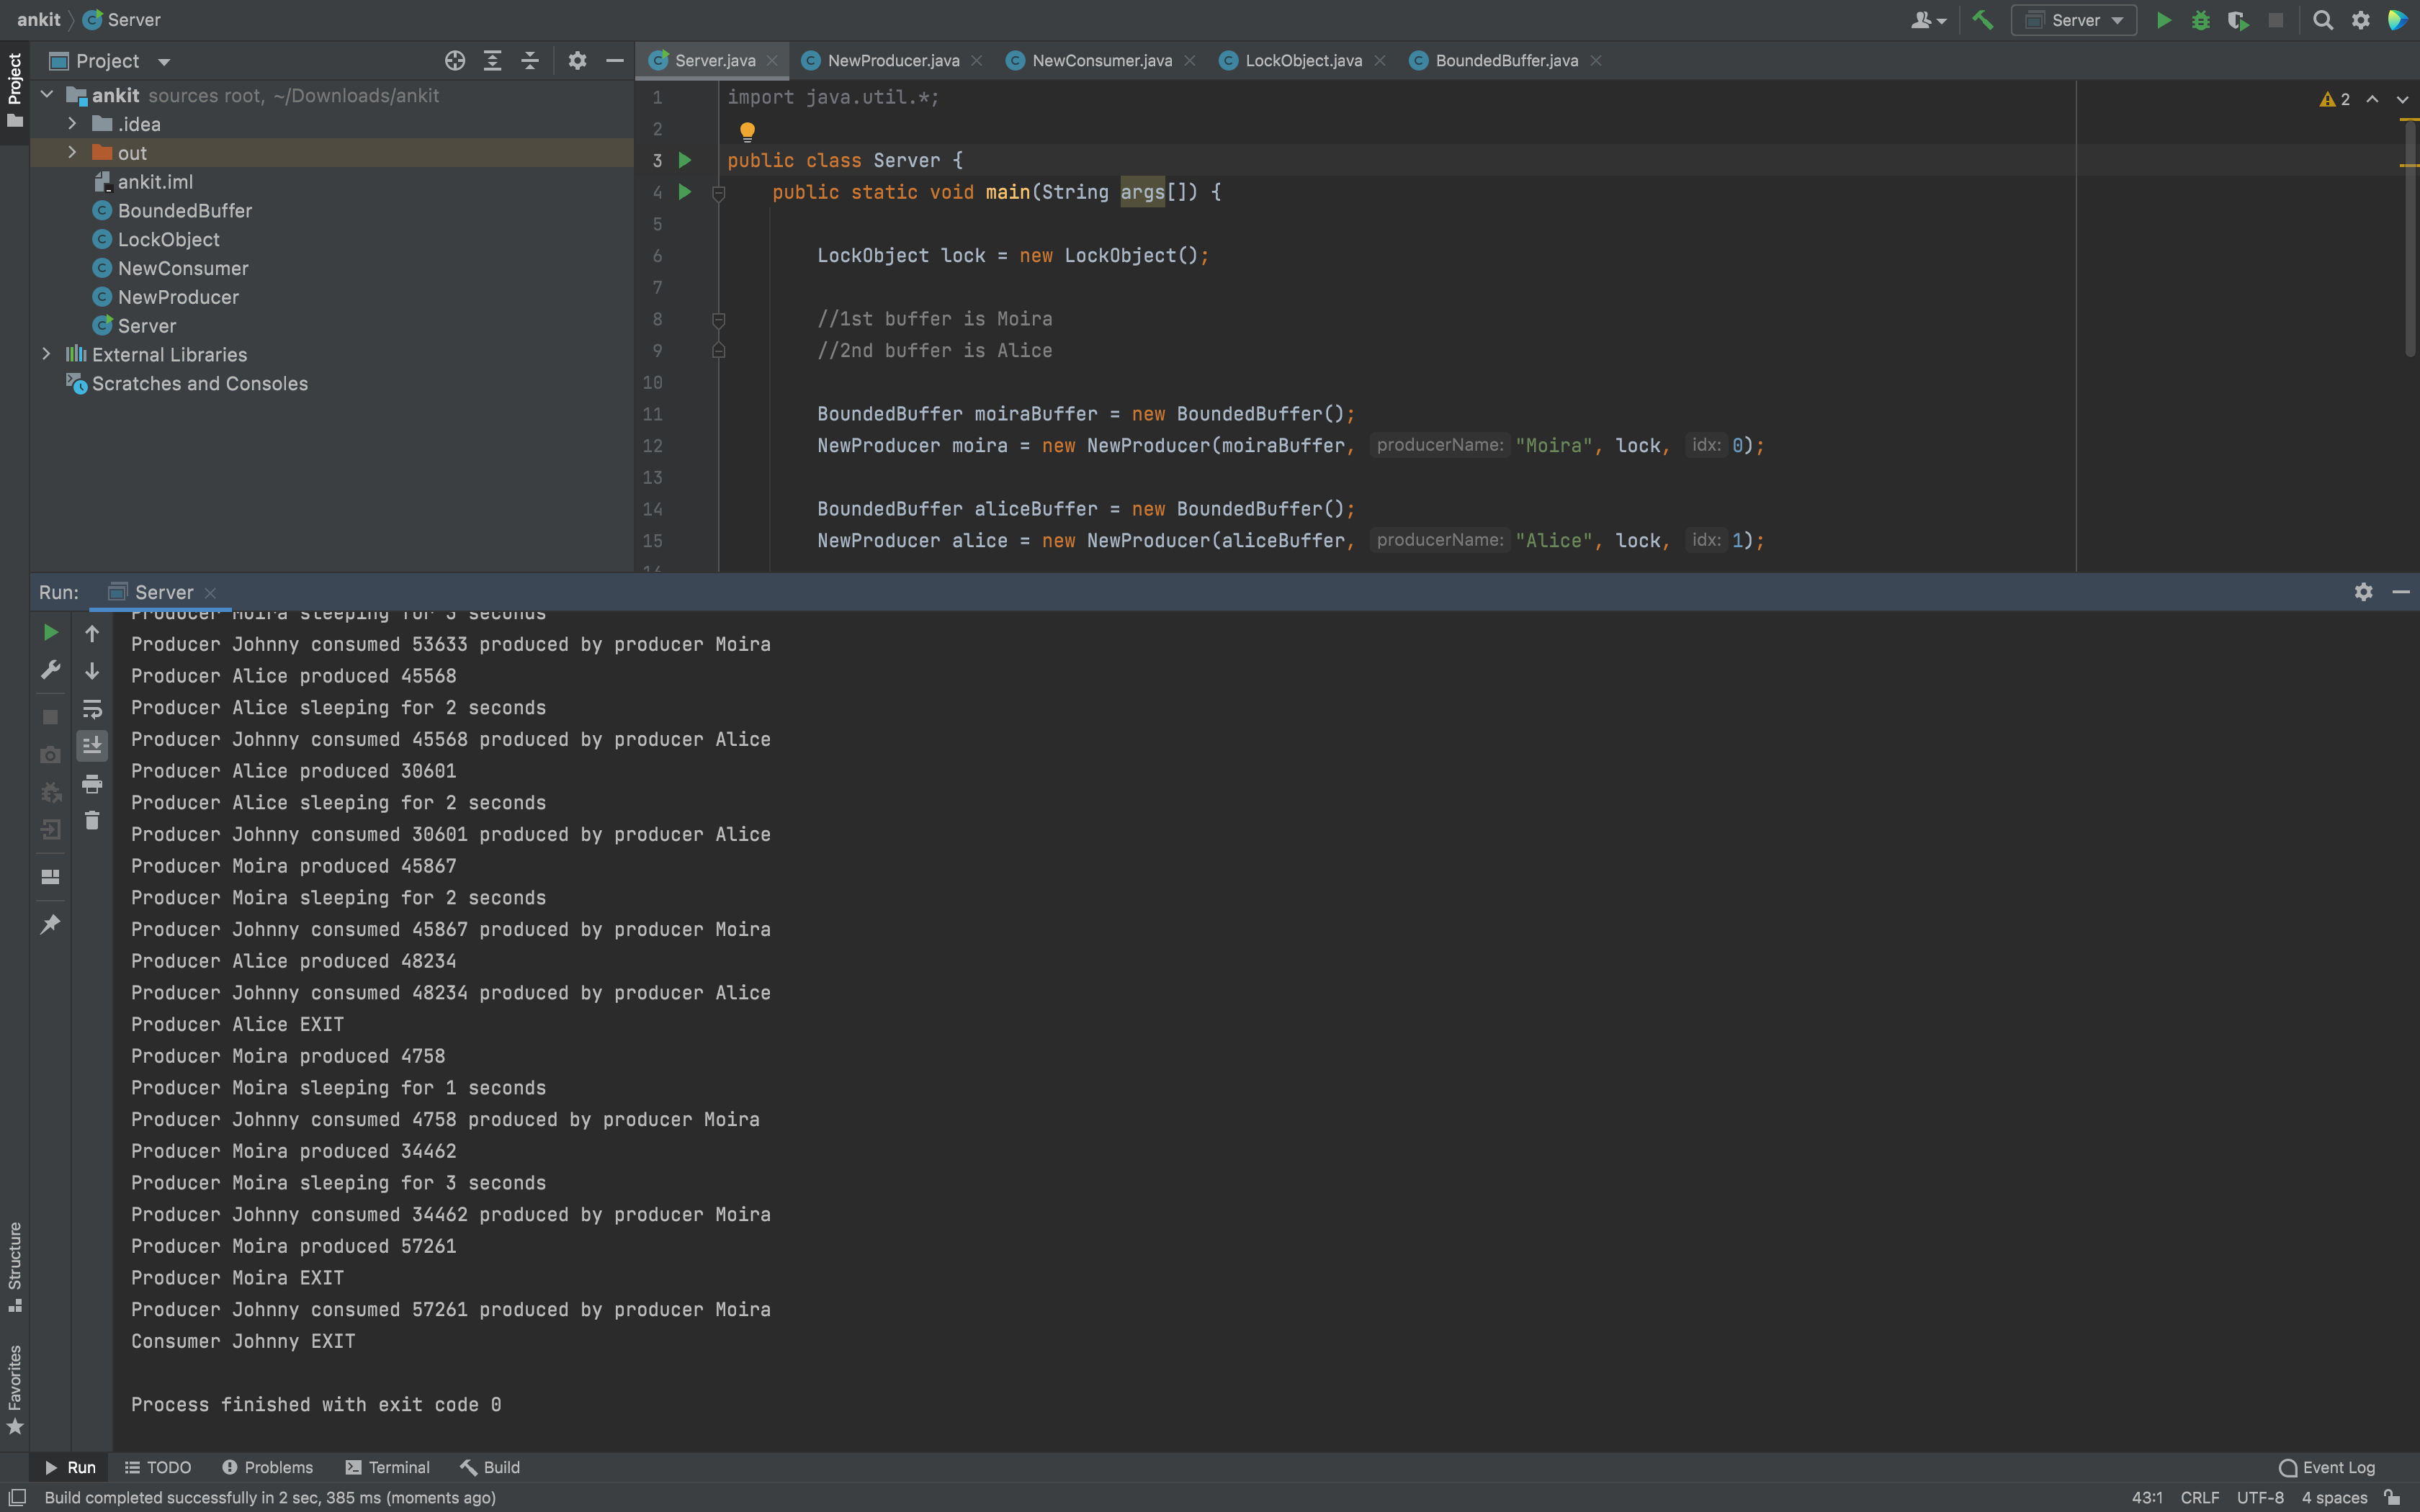 ankit Server
Server
Project
Project
Server.java NewProducer.java NewConsumer.java LockObject.java BoundedBuffer.java
ankit sources root, ~/Downloads/ankit
.idea
out
ankit.iml
BoundedBuffer
LockObject
NewConsumer
NewProducer
Server
External Libraries
Scratches and Consoles
2
1 import java.util.*;
2
3 public class Server {
4 public static void main(String args[]) {
5
6 LockObject lock = new LockObject();
7
8 //1st buffer is Moira
9 //2nd buffer is Alice
10
11 BoundedBuffer moiraBuffer = new BoundedBuffer();
12 NewProducer moira = new NewProducer(moiraBuffer, producerName: "Moira", lock, idx: 0);
13
14 BoundedBuffer aliceBuffer = new BoundedBuffer();
15 NewProducer alice = new NewProducer(aliceBuffer, producerName: "Alice", lock, idx: 1);
16
Run: Server
Producer Moira sleeping for 3 seconds
Producer Johnny consumed 53633 produced by producer Moira
Producer Alice produced 45568
Producer Alice sleeping for 2 seconds
Producer Johnny consumed 45568 produced by producer Alice
Producer Alice produced 30601
Producer Alice sleeping for 2 seconds
Producer Johnny consumed 30601 produced by producer Alice
Producer Moira produced 45867
Producer Moira sleeping for 2 seconds
Producer Johnny consumed 45867 produced by producer Moira
Producer Alice produced 48234
Producer Johnny consumed 48234 produced by producer Alice
Producer Alice EXIT
Producer Moira produced 4758
Producer Moira sleeping for 1 seconds
Producer Johnny consumed 4758 produced by producer Moira
Producer Moira produced 34462
Producer Moira sleeping for 3 seconds
Producer Johnny consumed 34462 produced by producer Moira
Producer Moira produced 57261
Producer Moira EXIT
Producer Johnny consumed 57261 produced by producer Moira
Consumer Johnny EXIT
Process finished with exit code 0
Structure
Favorites
Run TODO Problems Terminal Build Event Log
Build completed successfully in 2 sec, 385 ms (moments ago) 43:1 CRLF UTF-8 4 spaces